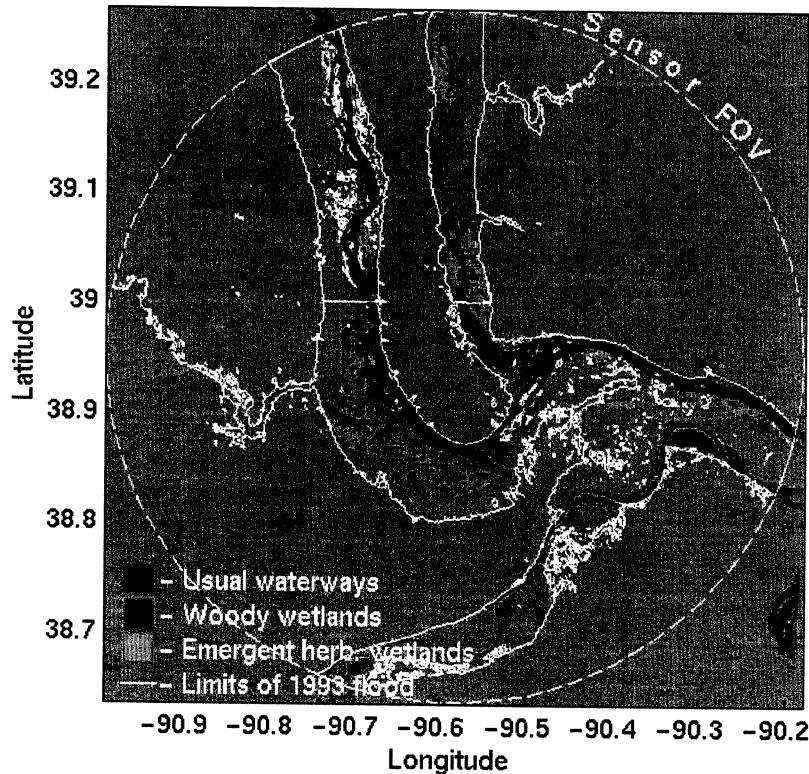 Sensor FOV
39.2
39.1
39
38.9
38.8
38.7
Latitude
– Usual waterways
– Woody wetlands
– Emergent herb. wetlands
– Limits of 1993 flood
−90.9 −90.8 −90.7 −90.6 −90.5 −90.4 −90.3 −90.2
Longitude